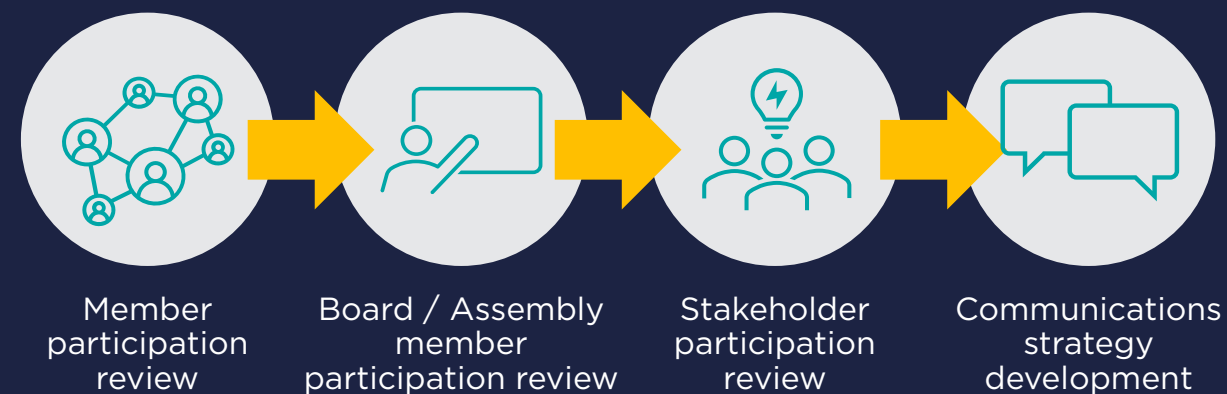 Member
participation
review
Board / Assembly
member
participation review
Stakeholder
participation
review
Communications
strategy
development